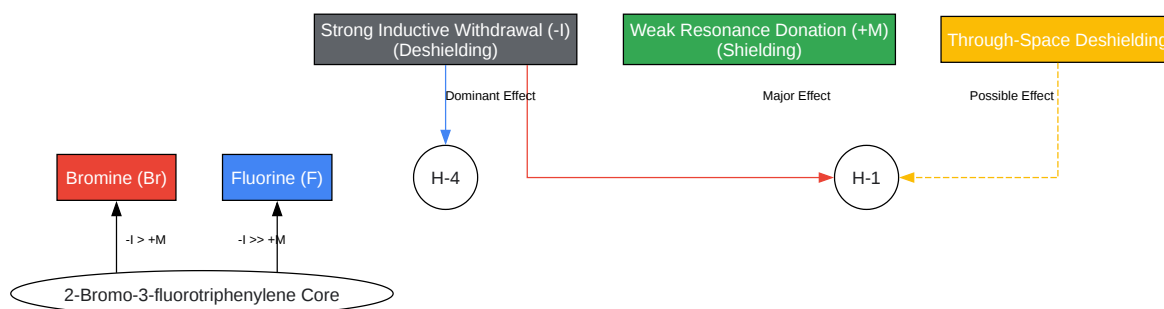 Strong Inductive Withdrawal (-I)
(Deshielding)
Weak Resonance Donation (+M)
(Shielding)
Through-Space Deshielding
Dominant Effect
Major Effect
Possible Effect
Bromine (Br)
Fluorine (F)
H-4
H-1
-I > +M
-I >> +M
2-Bromo-3-fluorotriphenylene Core